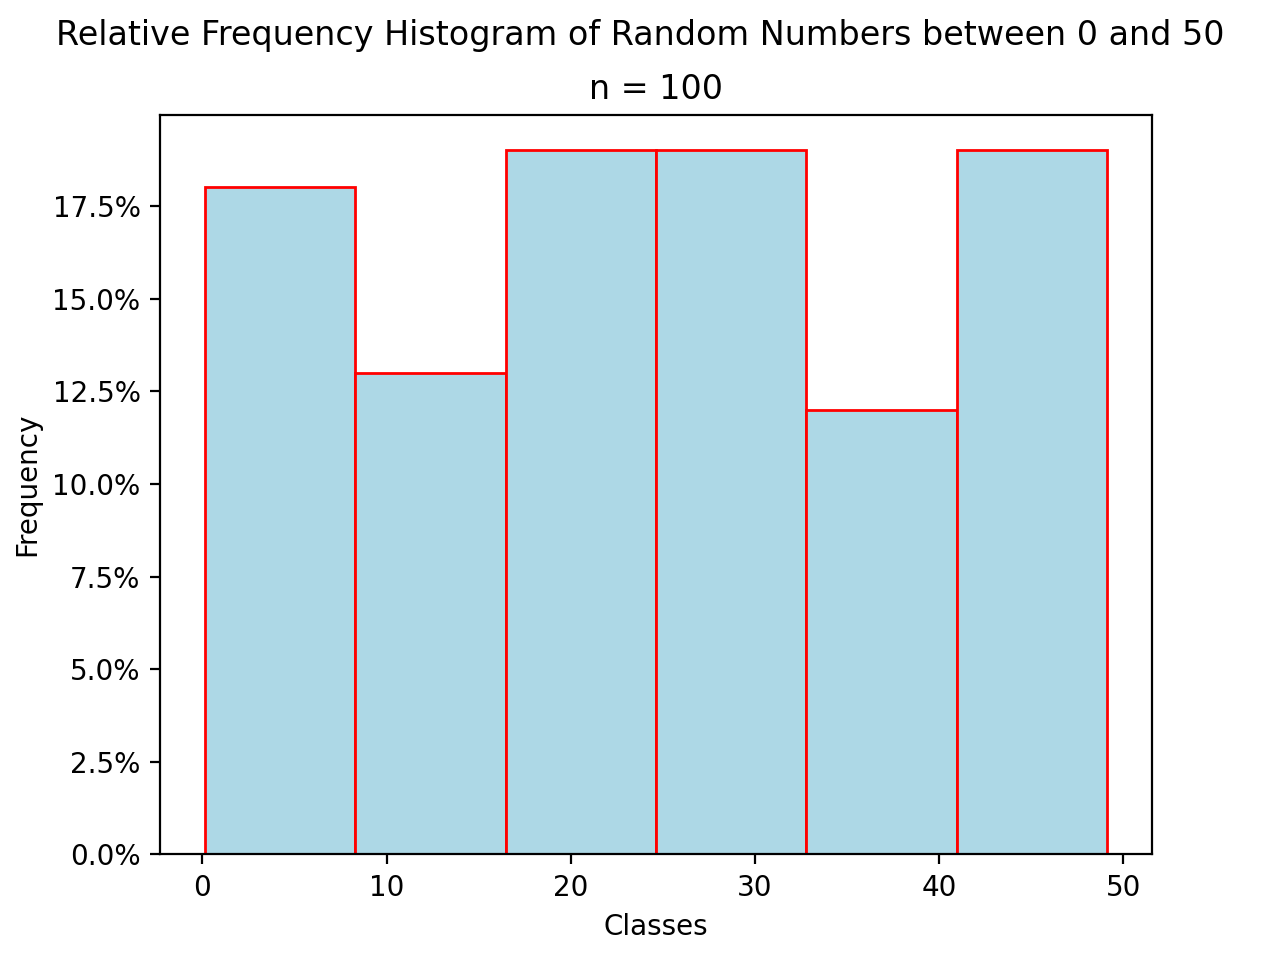 Relative Frequency Histogram of Random Numbers between 0 and 50
n = 100
Frequency
17.5%
15.0%
12.5%
10.0%
7.5%
5.0%
2.5%
0.0%
0 10 20 30 40 50
Classes